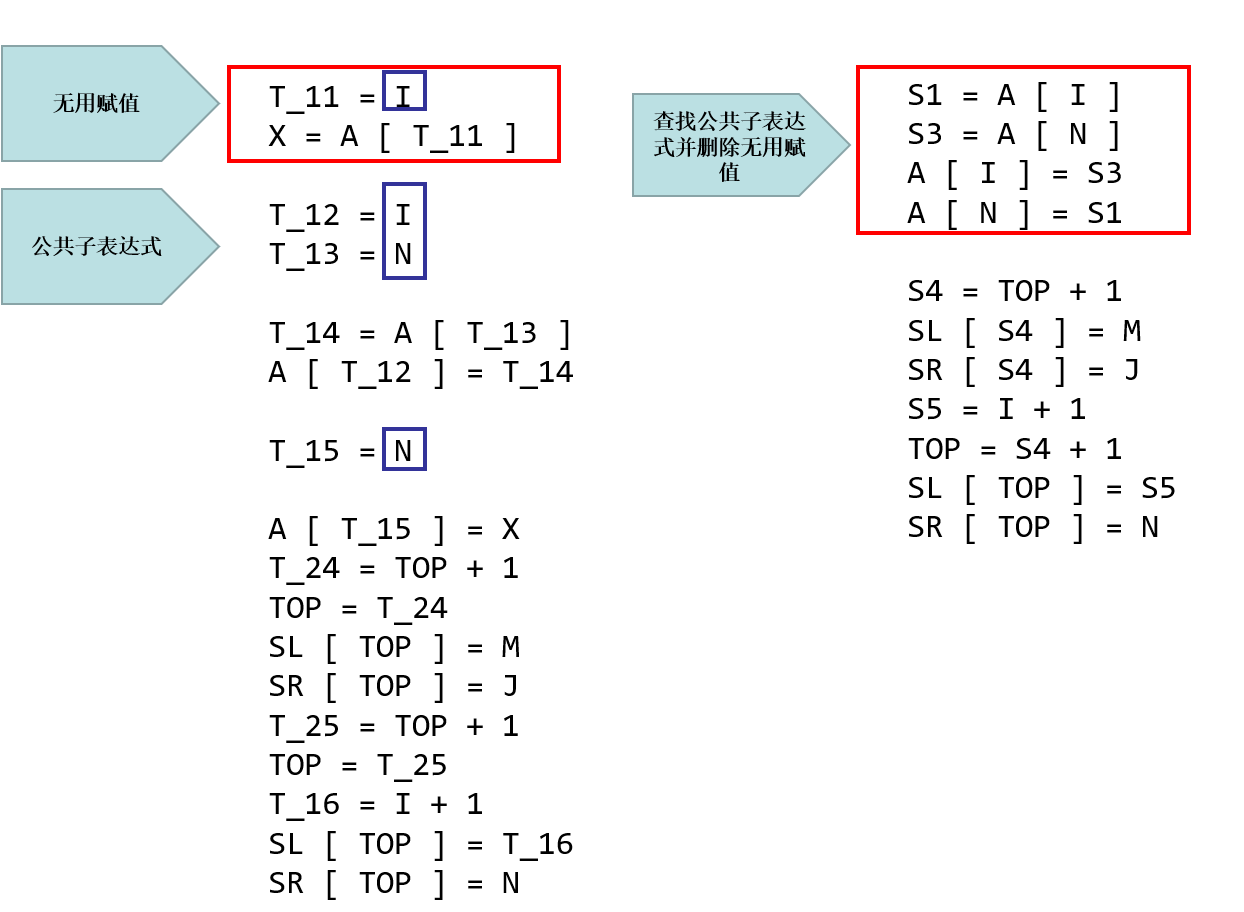 无用赋值
T_11 = I
X = A [ T_11 ]
公共子表达式
T_12 = I
T_13 = N
T_14 = A [ T_13 ]
A [ T_12 ] = T_14
T_15 = N
A [ T_15 ] = X
T_24 = TOP + 1
TOP = T_24
SL [ TOP ] = M
SR [ TOP ] = J
T_25 = TOP + 1
TOP = T_25
T_16 = I + 1
SL [ TOP ] = T_16
SR [ TOP ] = N
查找公共子表达
式并删除无用赋
值
S1 = A [ I ]
S3 = A [ N ]
A [ I ] = S3
A [ N ] = S1
S4 = TOP + 1
SL [ S4 ] = M
SR [ S4 ] = J
S5 = I + 1
TOP = S4 + 1
SL [ TOP ] = S5
SR [ TOP ] = N